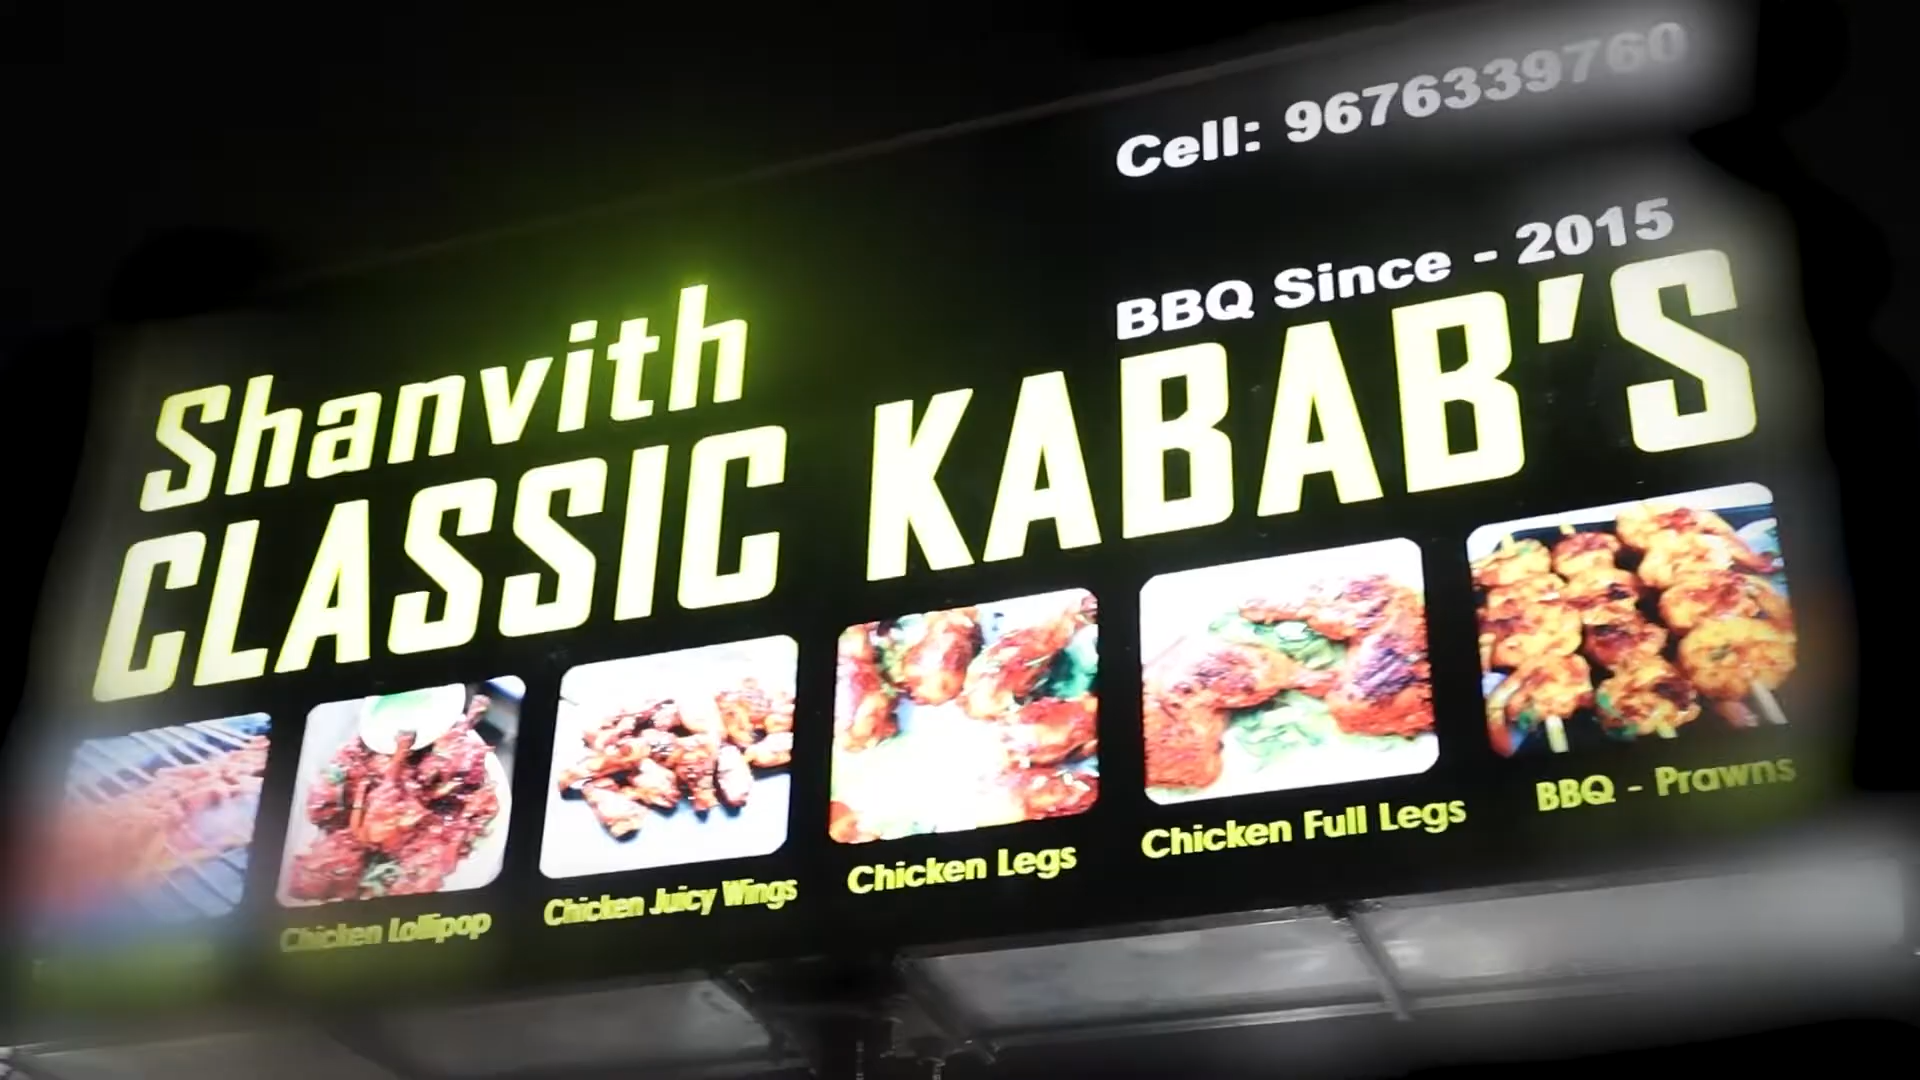 Cell: 9676339760
BBQ Since - 2015
Shanvith
CLASSIC KABAB'S
Chicken Lollipop
Chicken Juicy Wings
Chicken Legs
Chicken Full Legs
BBQ - Prawns